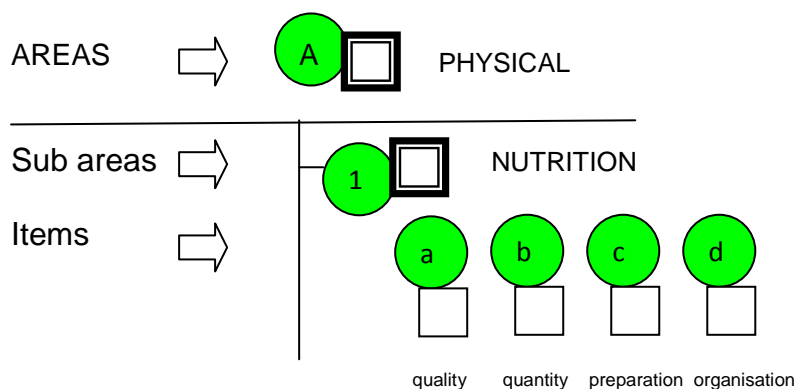 AREAS A PHYSICAL
Sub areas 1 NUTRITION
Items
a b c d
quality quantity preparation organisation